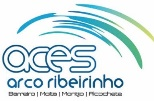 aces
arco ribeirinho
Barreiro | Moita | Montijo | Alcochete